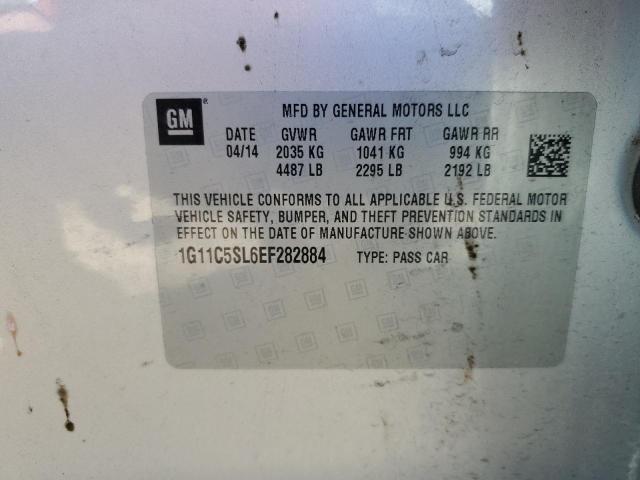 GM ®
MFD BY GENERAL MOTORS LLC
DATE GVWR GAWR FRT GAWR RR
04/14 2035 KG 1041 KG 994 KG
4487 LB 2295 LB 2192 LB
THIS VEHICLE CONFORMS TO ALL APPLICABLE U.S. FEDERAL MOTOR
VEHICLE SAFETY, BUMPER, AND THEFT PREVENTION STANDARDS IN
EFFECT ON THE DATE OF MANUFACTURE SHOWN ABOVE.
1G11C5SL6EF282884 TYPE: PASS CAR